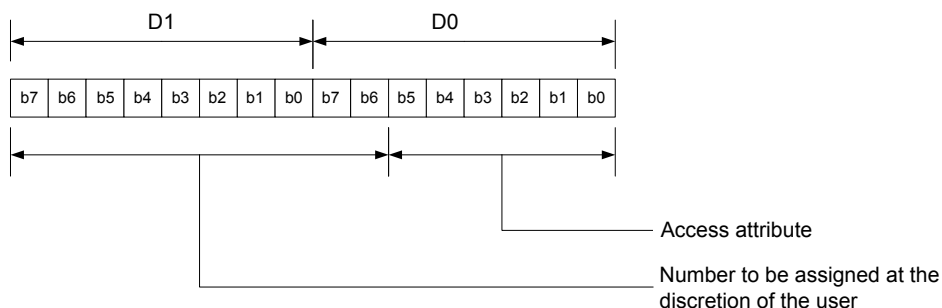 D1 D0
b7 b6 b5 b4 b3 b2 b1 b0 b7 b6 b5 b4 b3 b2 b1 b0
Access attribute
Number to be assigned at the
discretion of the user